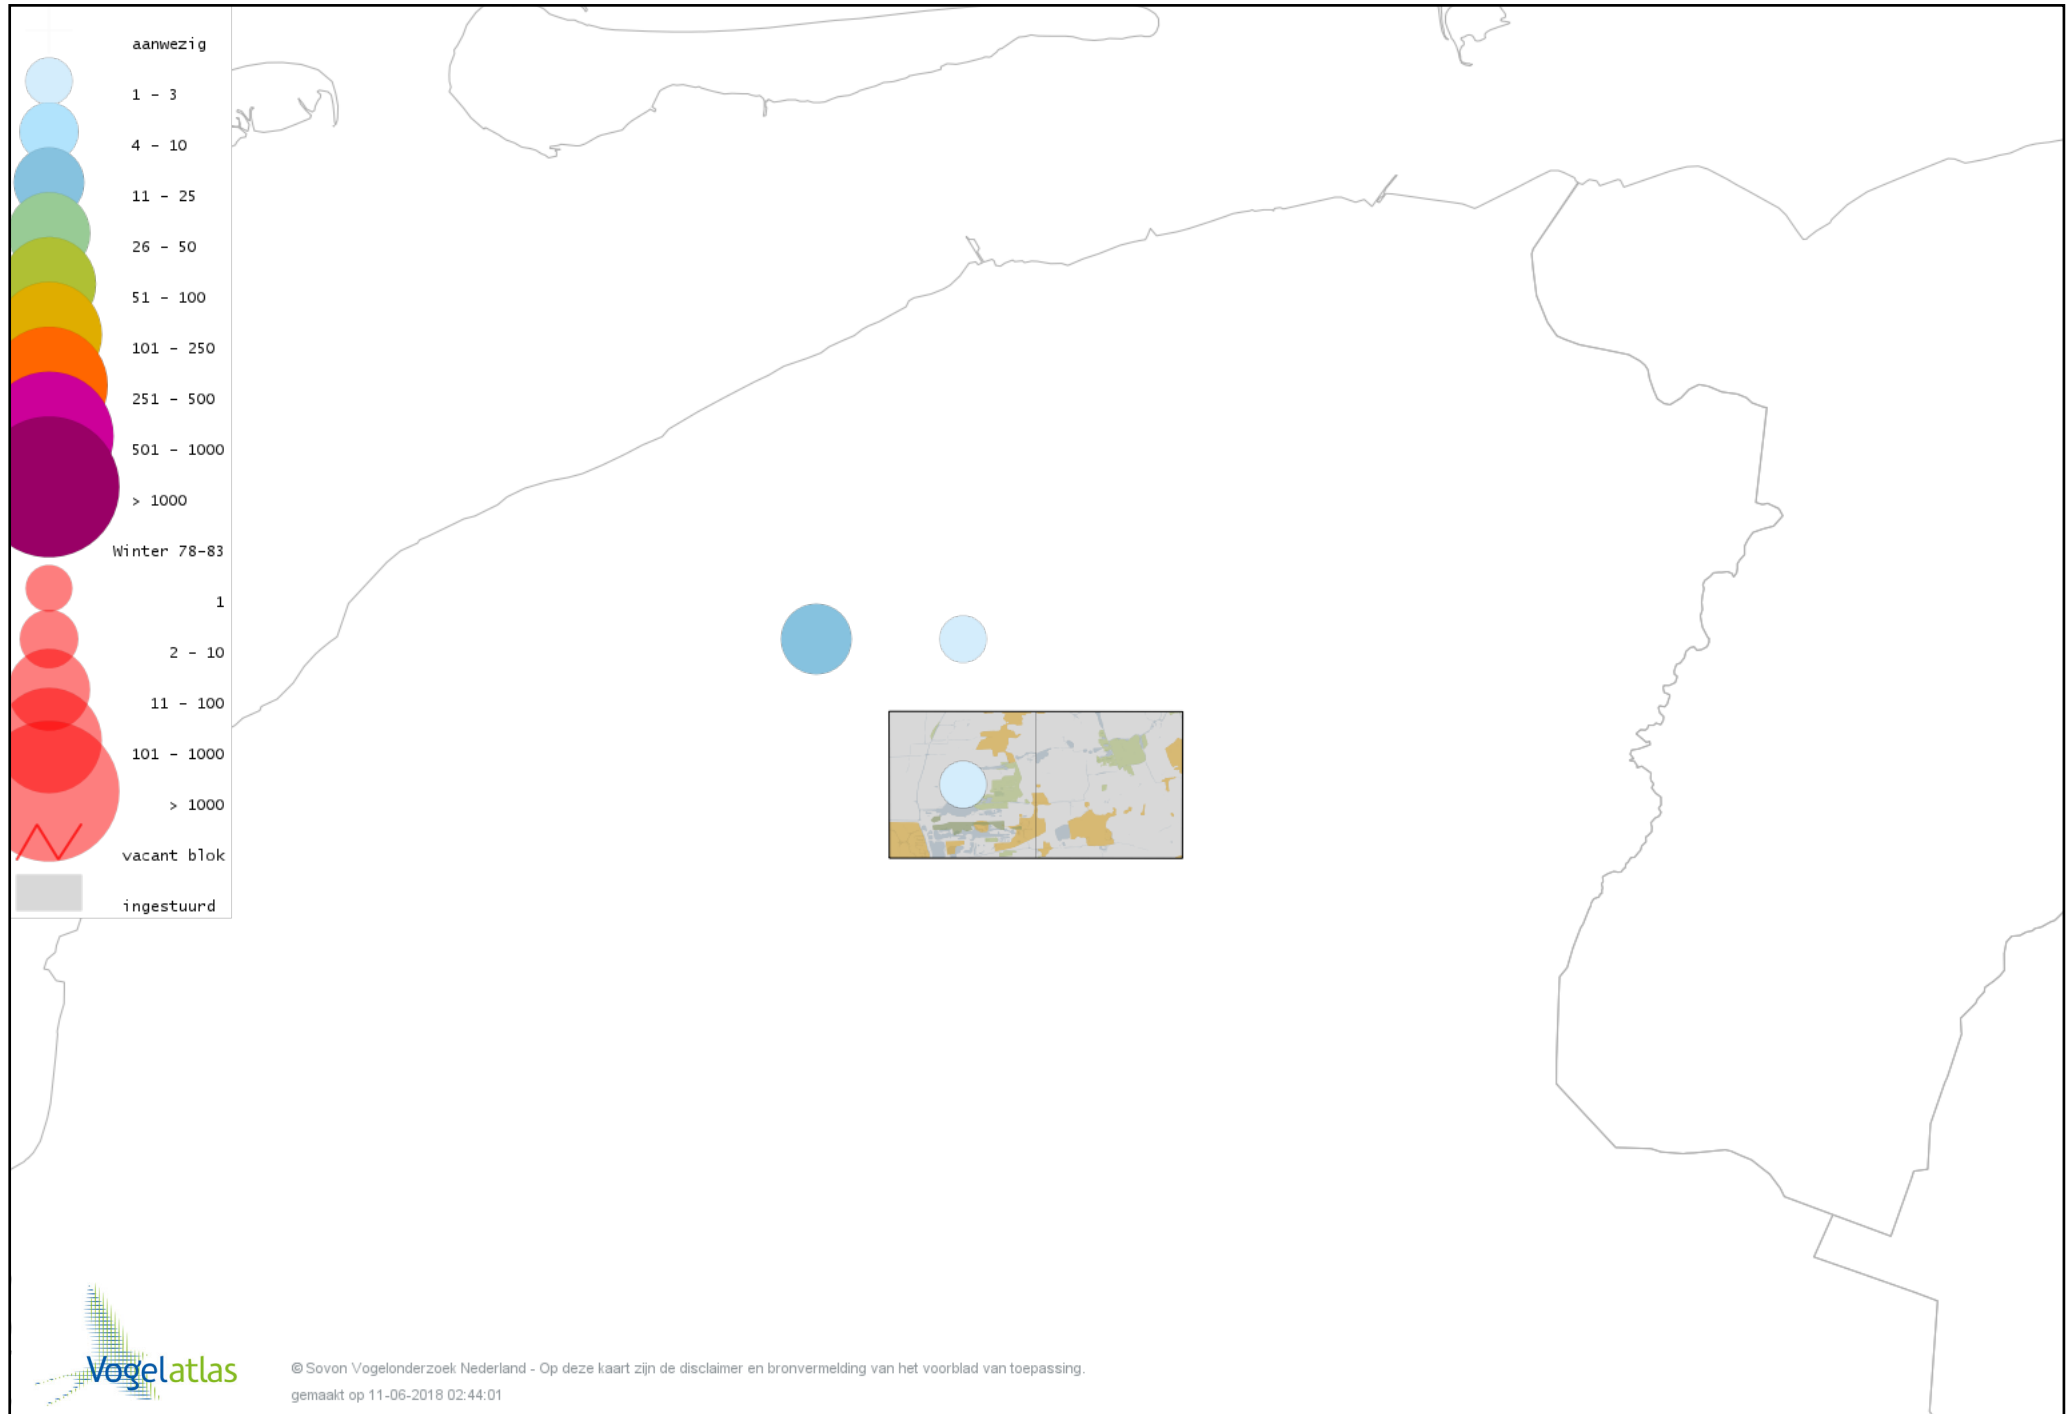 aanwezig
1 - 3
4 - 10
11 - 25
26 - 50
51 - 100
101 - 250
251 - 500
501 - 1000
> 1000
Winter 78-83
1
2 - 10
11 - 100
101 - 1000
> 1000
vacant blok
ingestuurd
Vogelatlas
© Sovon Vogelonderzoek Nederland - Op deze kaart zijn de disclaimer en bronvermelding van het voorblad van toepassing.
gemaakt op 11-06-2018 02:44:01